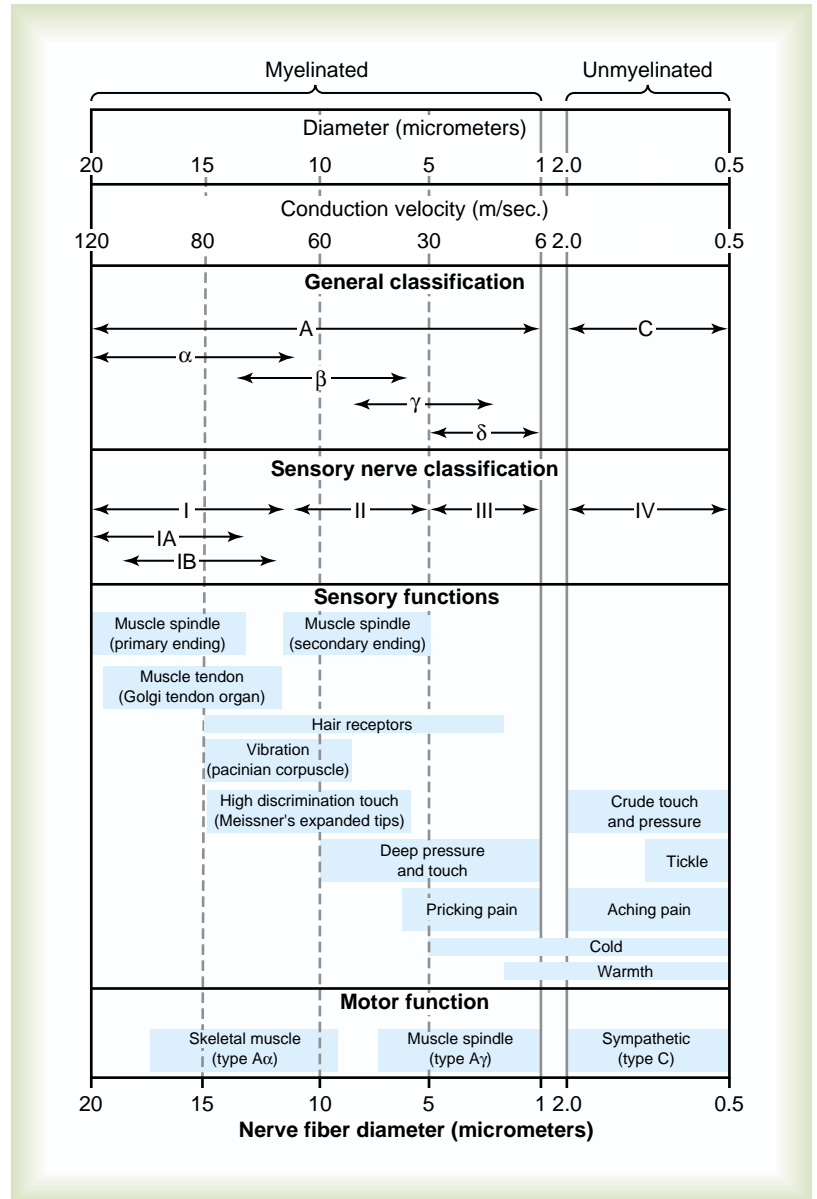 Myelinated Unmyelinated
Diameter (micrometers)
20 15 10 5 1 2.0 0.5
Conduction velocity (m/sec.)
120 80 60 30 6 2.0 0.5
General classification
A C
α
β
γ
δ
Sensory nerve classification
I II III IV
IA
IB
Sensory functions
Muscle spindle
(primary ending)
Muscle spindle
(secondary ending)
Muscle tendon
(Golgi tendon organ)
Hair receptors
Vibration
(pacinian corpuscle)
High discrimination touch
(Meissner's expanded tips)
Crude touch
and pressure
Deep pressure
and touch
Tickle
Pricking pain
Aching pain
Cold
Warmth
Motor function
Skeletal muscle
(type Aα)
Muscle spindle
(type Aγ)
Sympathetic
(type C)
20 15 10 5 1 2.0 0.5
Nerve fiber diameter (micrometers)